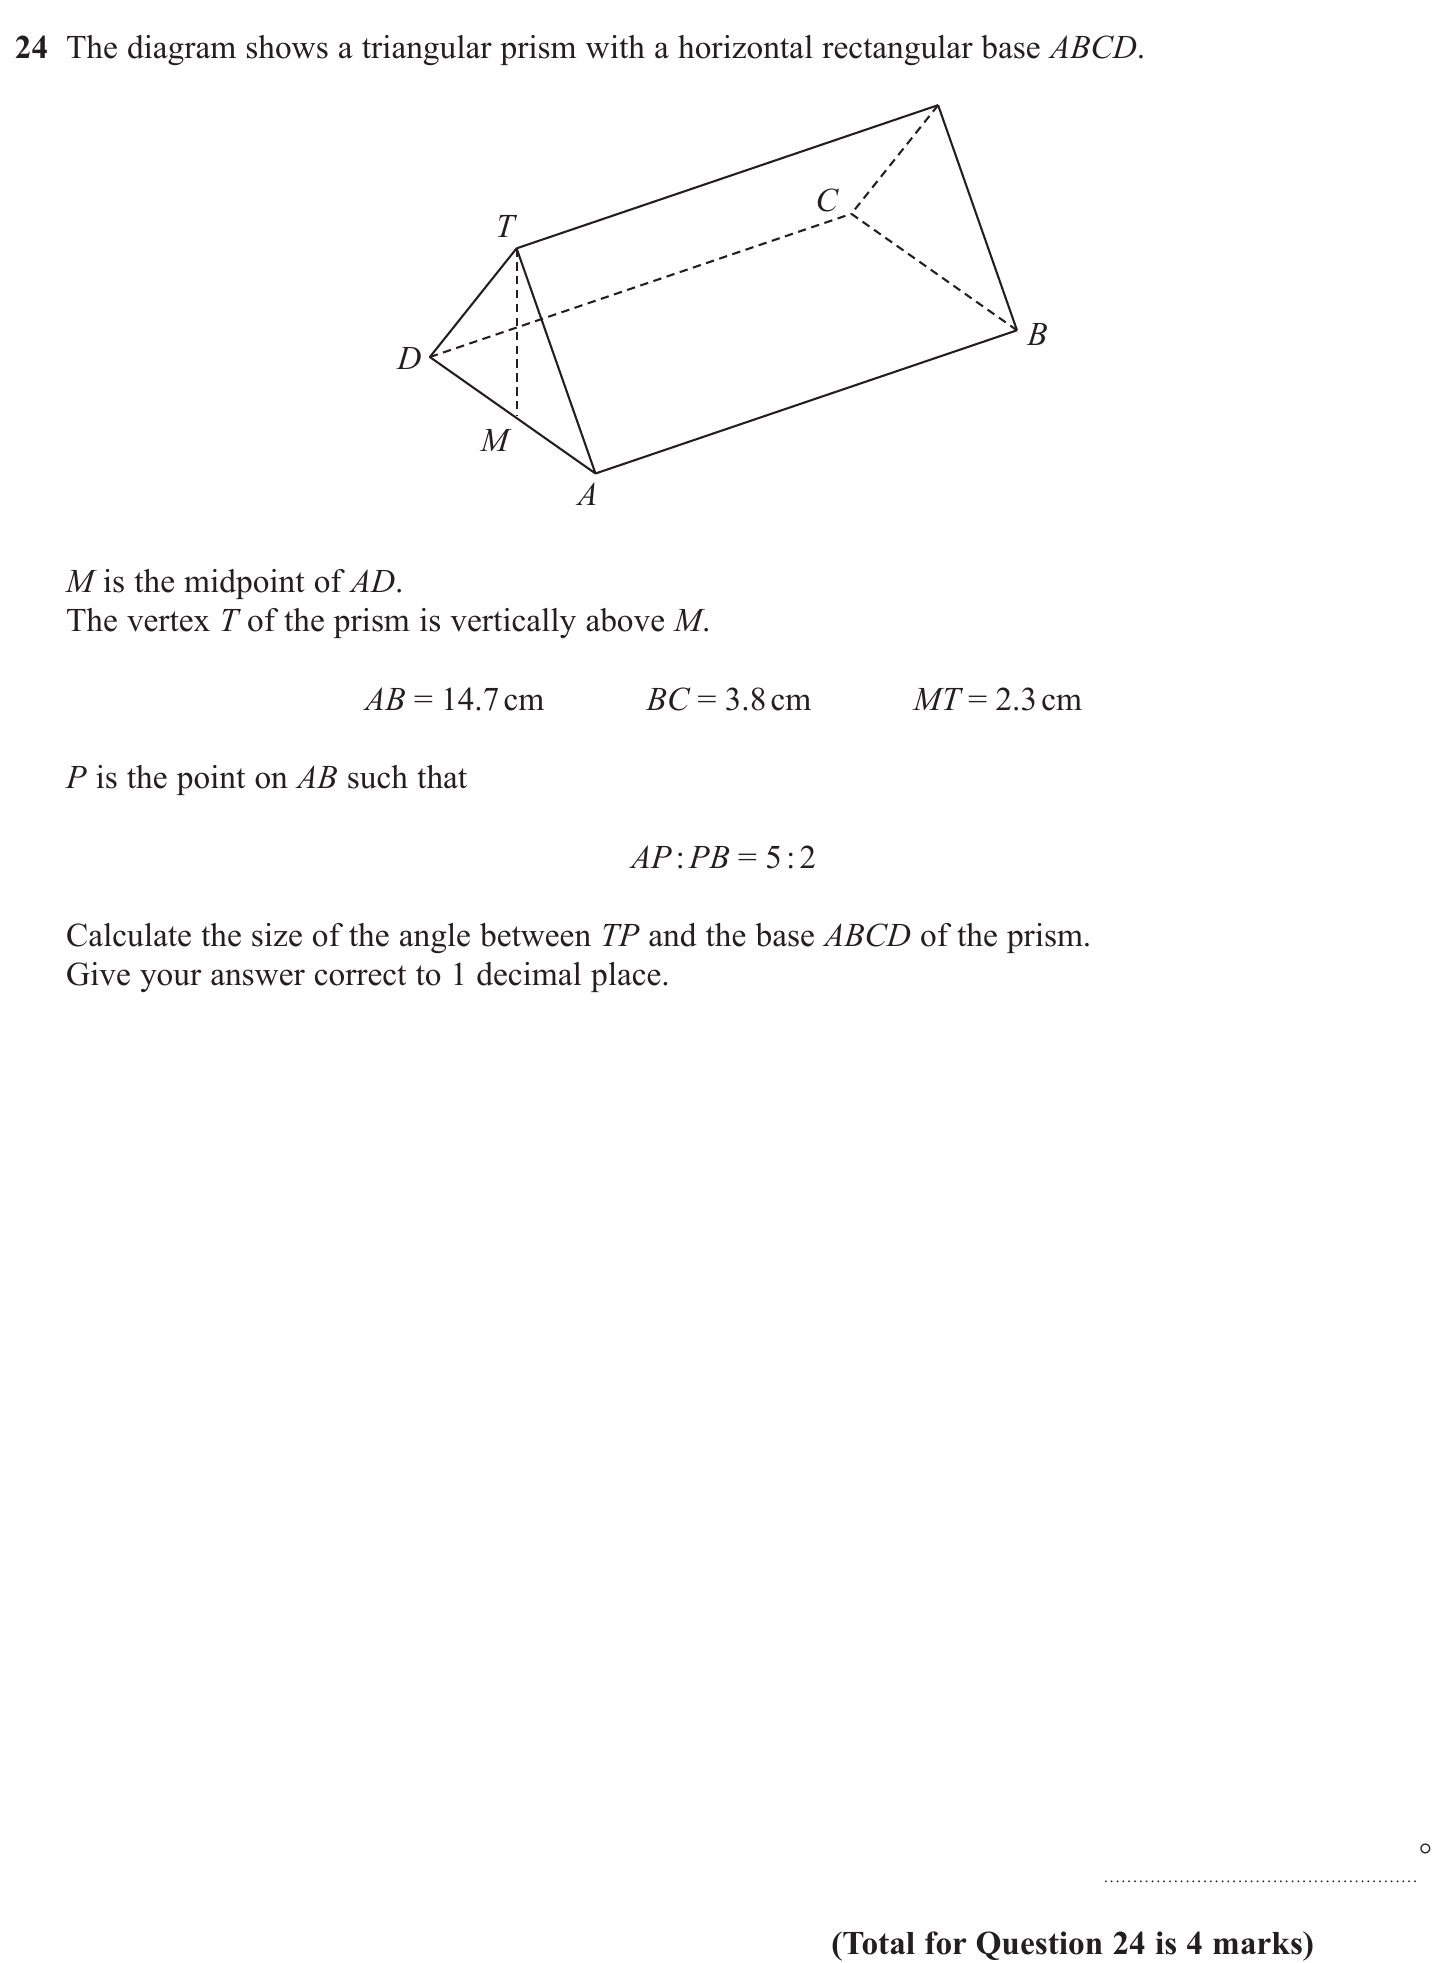 24 The diagram shows a triangular prism with a horizontal rectangular base ABCD.
T
C
D
B
M
A
M is the midpoint of AD.
The vertex T of the prism is vertically above M.
AB = 14.7 cm BC = 3.8 cm MT = 2.3 cm
P is the point on AB such that
AP : PB = 5 : 2
Calculate the size of the angle between TP and the base ABCD of the prism.
Give your answer correct to 1 decimal place.
°
(Total for Question 24 is 4 marks)